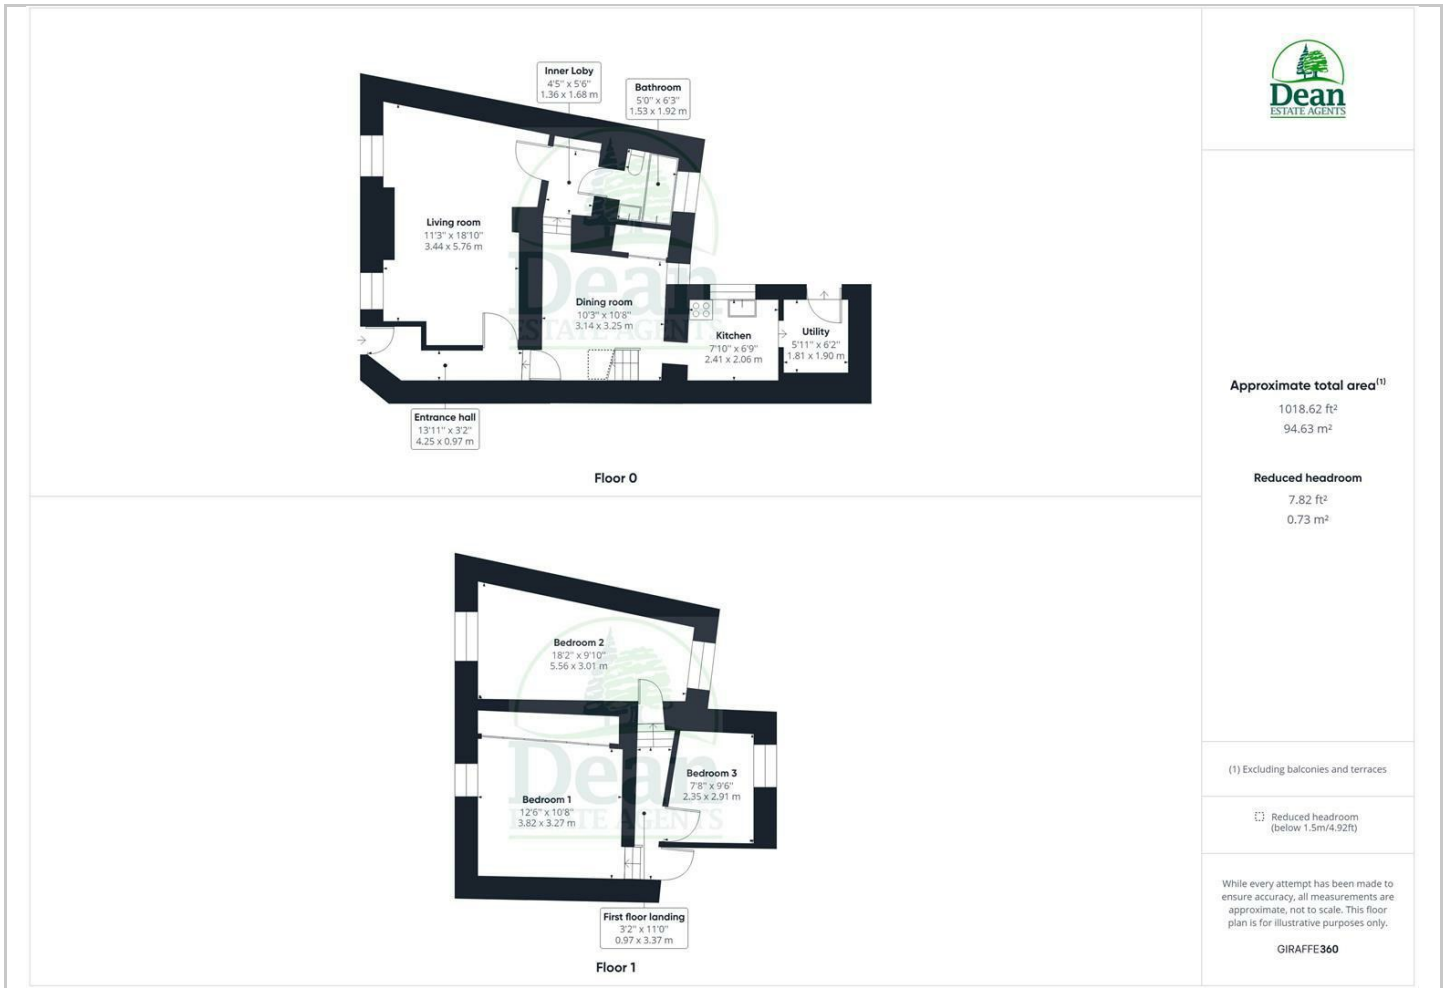 Inner Loby
4'5" x 5'6"
1.36 x 1.68 m
Bathroom
5'0" x 6'3"
1.53 x 1.92 m
Living room
11'3" x 18'10"
3.44 x 5.76 m
Dining room
10'3" x 10'8"
3.14 x 3.25 m
Kitchen
7'10" x 6'9"
2.41 x 2.06 m
Utility
5'11" x 6'2"
1.81 x 1.90 m
Entrance hall
13'11" x 3'2"
4.25 x 0.97 m
Dean
ESTATE AGENTS
Floor 0
Bedroom 2
18'2" x 9'10"
5.56 x 3.01 m
Bedroom 1
12'6" x 10'8"
3.82 x 3.27 m
Bedroom 3
7'8" x 9'6"
2.35 x 2.91 m
First floor landing
3'2" x 11'0"
0.97 x 3.37 m
Dean
ESTATE AGENTS
Floor 1
Dean
ESTATE AGENTS
Approximate total area(1)
1018.62 ft²
94.63 m²
Reduced headroom
7.82 ft²
0.73 m²
(1) Excluding balconies and terraces
Reduced headroom
(below 1.5m/4.92ft)
While every attempt has been made to
ensure accuracy, all measurements are
approximate, not to scale. This floor
plan is for illustrative purposes only.
GIRAFFE360